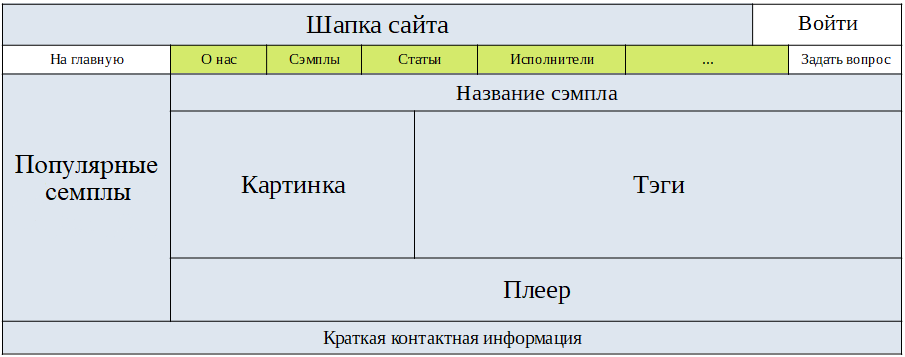 Шапка сайта
Войти
На главную
О нас
Сэмплы
Статьи
Исполнители
...
Задать вопрос
Название сэмпла
Популярные
семплы
Картинка
Тэги
Плеер
Краткая контактная информация